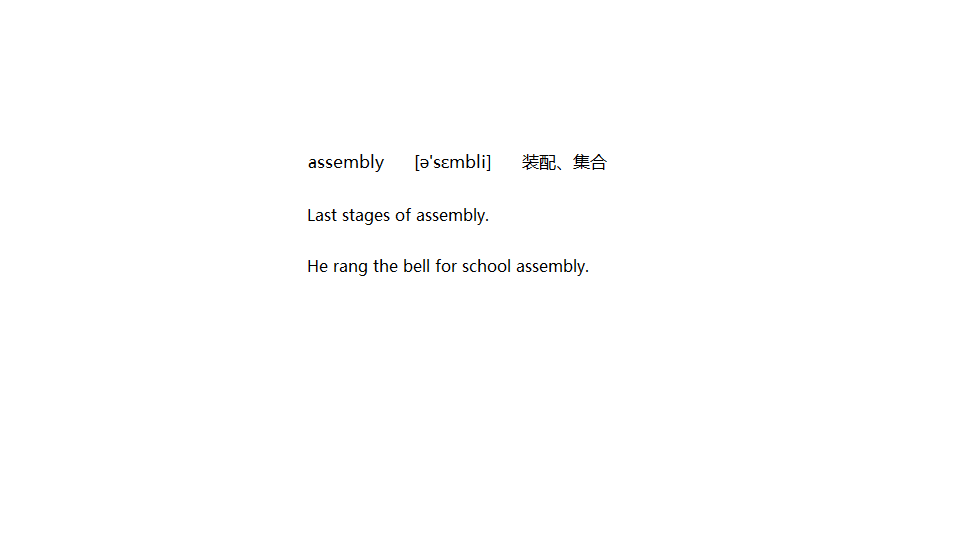 assembly [ə'sɛmbli] 装配、集合
Last stages of assembly.
He rang the bell for school assembly.